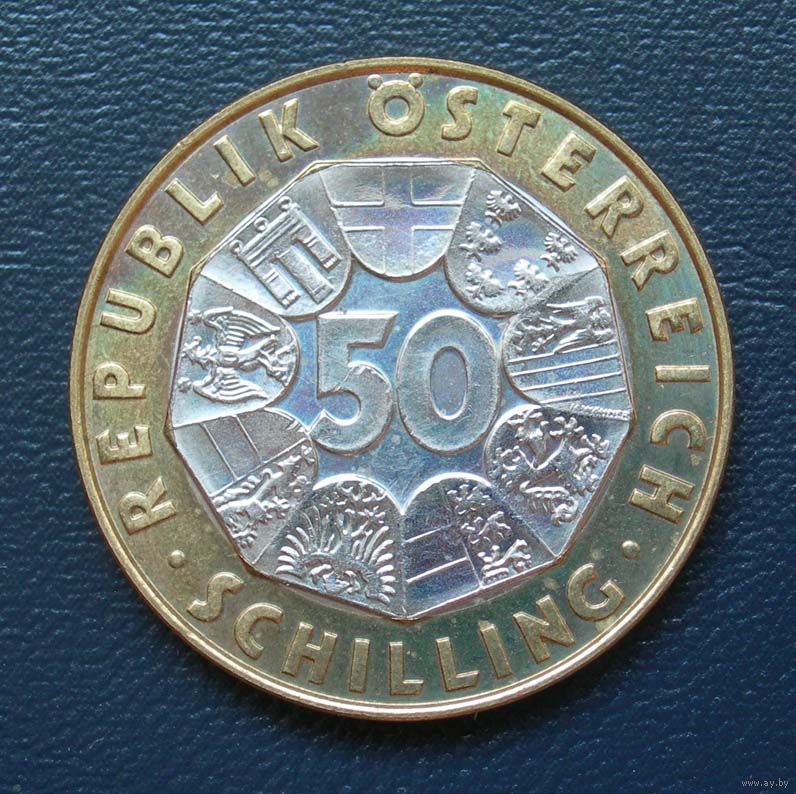 REPUBLIK ÖSTERREICH
· SCHILLING ·
50
www.ay.by